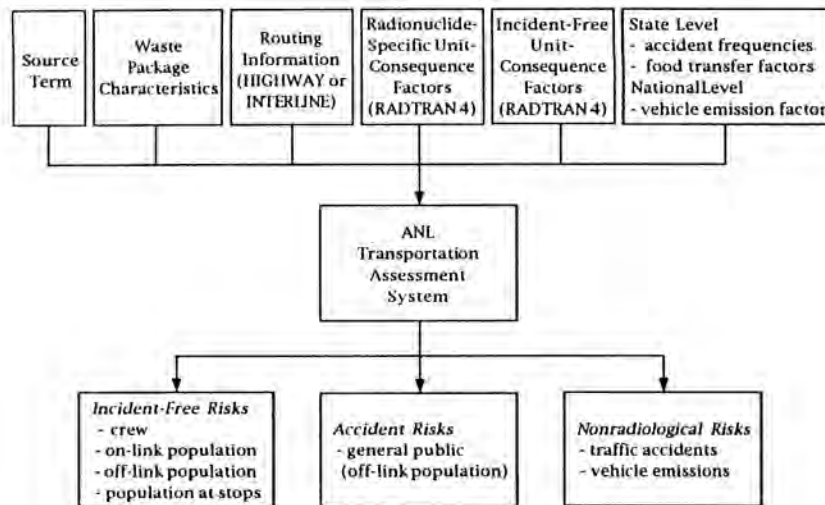 Source
Term
Waste
Package
Characteristics
Routing
Information
(HIGHWAY or
INTERLINE)
Radionuclide-
Specific Unit-
Consequence
Factors
(RADTRAN 4)
Incident-Free
Unit-
Consequence
Factors
(RADTRAN 4)
State Level
- accident frequencies
- food transfer factors
NationalLevel
- vehicle emission factor
ANL
Transportation
Assessment
System
Incident-Free Risks
- crew
- on-link population
- off-link population
- population at stops
Accident Risks
- general public
(off-link population)
Nonradiological Risks
- traffic accidents
- vehicle emissions